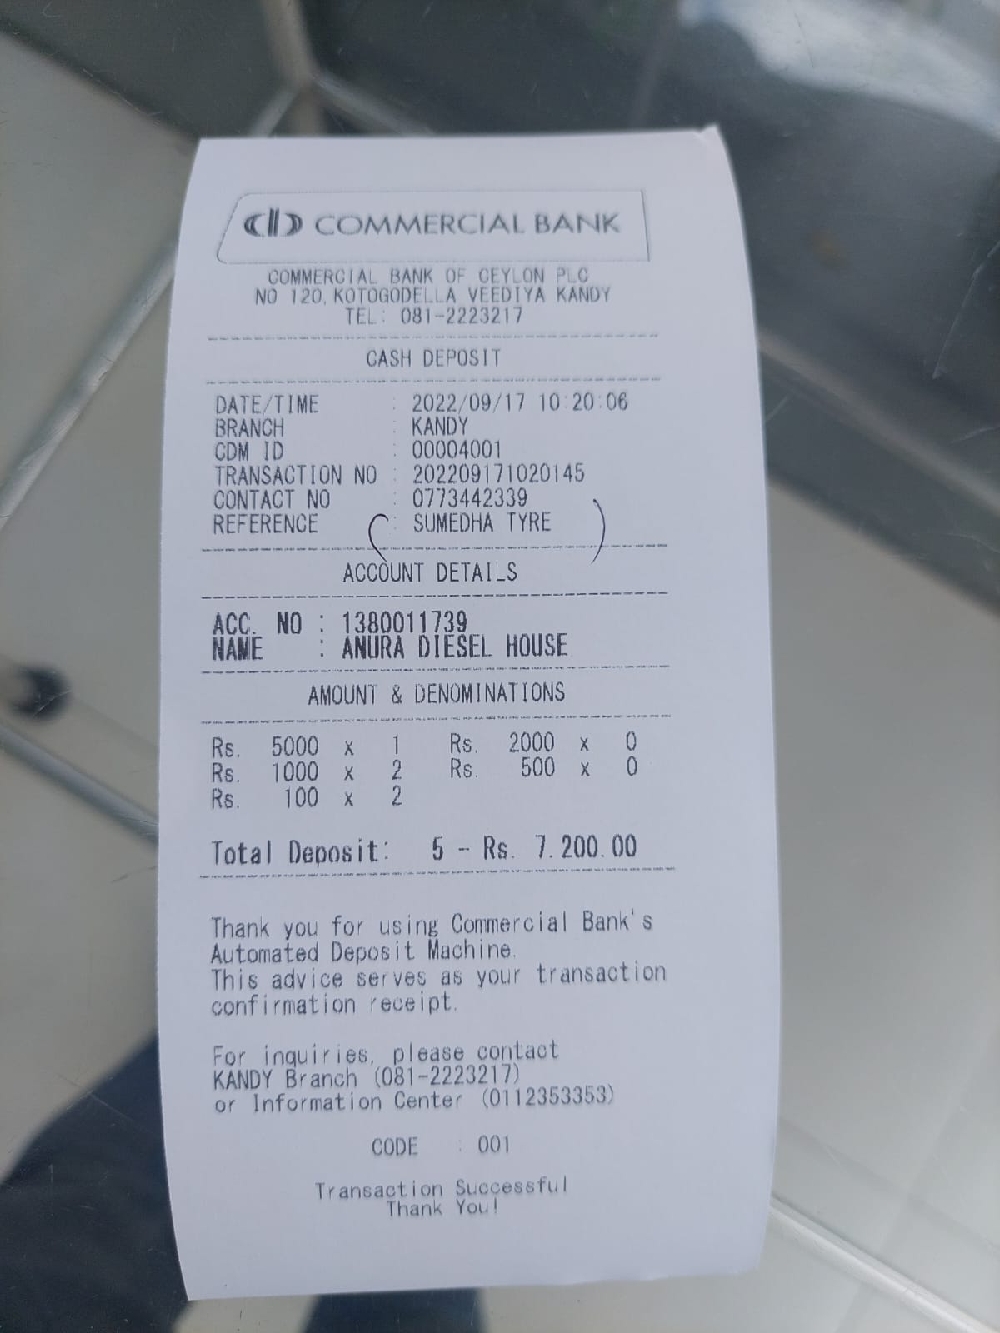 COMMERCIAL BANK
COMMERCIAL BANK OF CEYLON PLC
NO 120, KOTOGODELLA VEEDIYA KANDY
TEL: 081-2223217
CASH DEPOSIT
DATE/TIME : 2022/09/17 10:20:06
BRANCH : KANDY
CDM ID : 00004001
TRANSACTION NO : 202209171020145
CONTACT NO : 0773442339
REFERENCE : SUMEDHA TYRE
ACCOUNT DETAILS
ACC. NO : 1380011739
NAME : ANURA DIESEL HOUSE
AMOUNT & DENOMINATIONS
Rs. 5000 x 1 Rs. 2000 x 0
Rs. 1000 x 2 Rs. 500 x 0
Rs. 100 x 2
Total Deposit: 5 - Rs. 7,200.00
Thank you for using Commercial Bank's
Automated Deposit Machine.
This advice serves as your transaction
confirmation receipt.
For inquiries, please contact
KANDY Branch (081-2223217)
or Information Center (0112353353)
CODE : 001
Transaction Successful
Thank You!